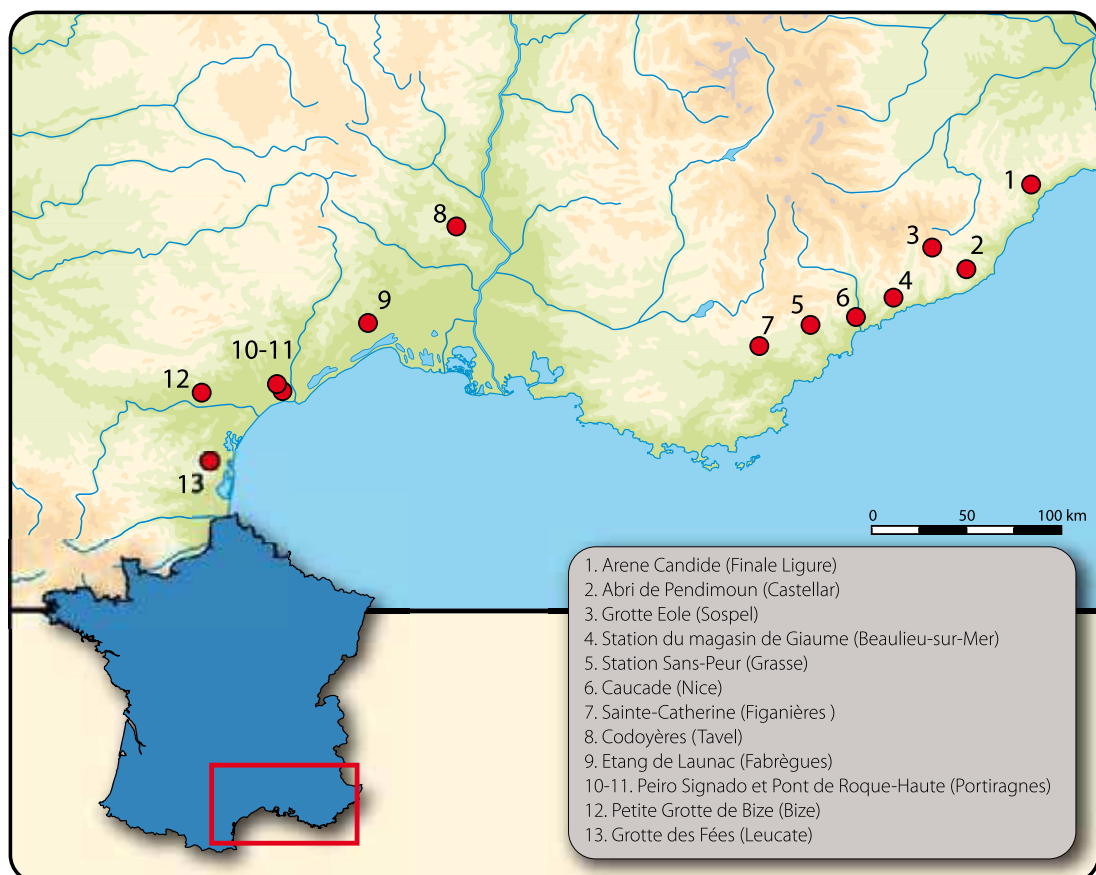 1
2
3
4
5
6
7
8
9
10-11
12
13
0 50 100 km
1. Arene Candide (Finale Ligure)
2. Abri de Pendimoun (Castellar)
3. Grotte Eole (Sospel)
4. Station du magasin de Giaume (Beaulieu-sur-Mer)
5. Station Sans-Peur (Grasse)
6. Caucade (Nice)
7. Sainte-Catherine (Figanières )
8. Codoyères (Tavel)
9. Etang de Launac (Fabrègues)
10-11. Peiro Signado et Pont de Roque-Haute (Portiragnes)
12. Petite Grotte de Bize (Bize)
13. Grotte des Fées (Leucate)